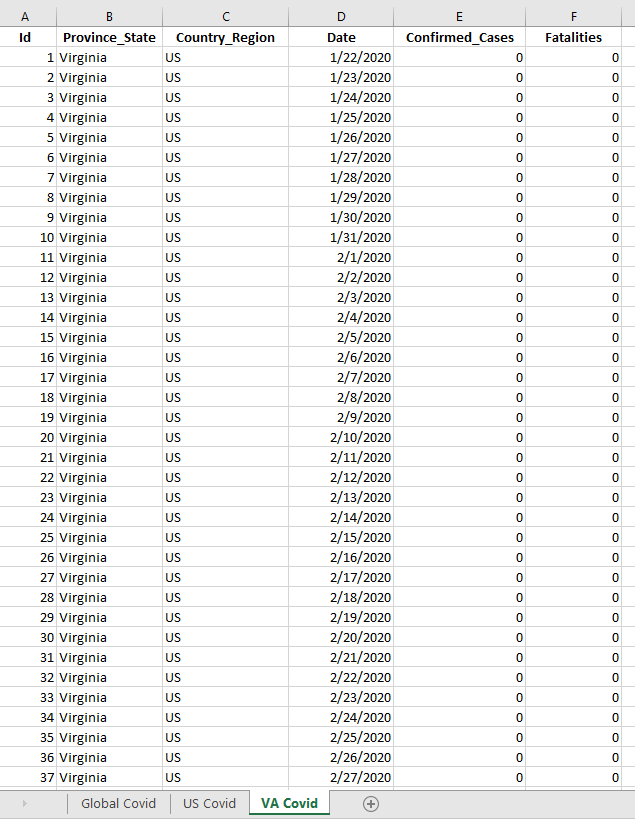 A B C D E F
Id Province_State Country_Region Date Confirmed_Cases Fatalities
1 Virginia US 1/22/2020 0 0
2 Virginia US 1/23/2020 0 0
3 Virginia US 1/24/2020 0 0
4 Virginia US 1/25/2020 0 0
5 Virginia US 1/26/2020 0 0
6 Virginia US 1/27/2020 0 0
7 Virginia US 1/28/2020 0 0
8 Virginia US 1/29/2020 0 0
9 Virginia US 1/30/2020 0 0
10 Virginia US 1/31/2020 0 0
11 Virginia US 2/1/2020 0 0
12 Virginia US 2/2/2020 0 0
13 Virginia US 2/3/2020 0 0
14 Virginia US 2/4/2020 0 0
15 Virginia US 2/5/2020 0 0
16 Virginia US 2/6/2020 0 0
17 Virginia US 2/7/2020 0 0
18 Virginia US 2/8/2020 0 0
19 Virginia US 2/9/2020 0 0
20 Virginia US 2/10/2020 0 0
21 Virginia US 2/11/2020 0 0
22 Virginia US 2/12/2020 0 0
23 Virginia US 2/13/2020 0 0
24 Virginia US 2/14/2020 0 0
25 Virginia US 2/15/2020 0 0
26 Virginia US 2/16/2020 0 0
27 Virginia US 2/17/2020 0 0
28 Virginia US 2/18/2020 0 0
29 Virginia US 2/19/2020 0 0
30 Virginia US 2/20/2020 0 0
31 Virginia US 2/21/2020 0 0
32 Virginia US 2/22/2020 0 0
33 Virginia US 2/23/2020 0 0
34 Virginia US 2/24/2020 0 0
35 Virginia US 2/25/2020 0 0
36 Virginia US 2/26/2020 0 0
37 Virginia US 2/27/2020 0 0
Global Covid US Covid VA Covid